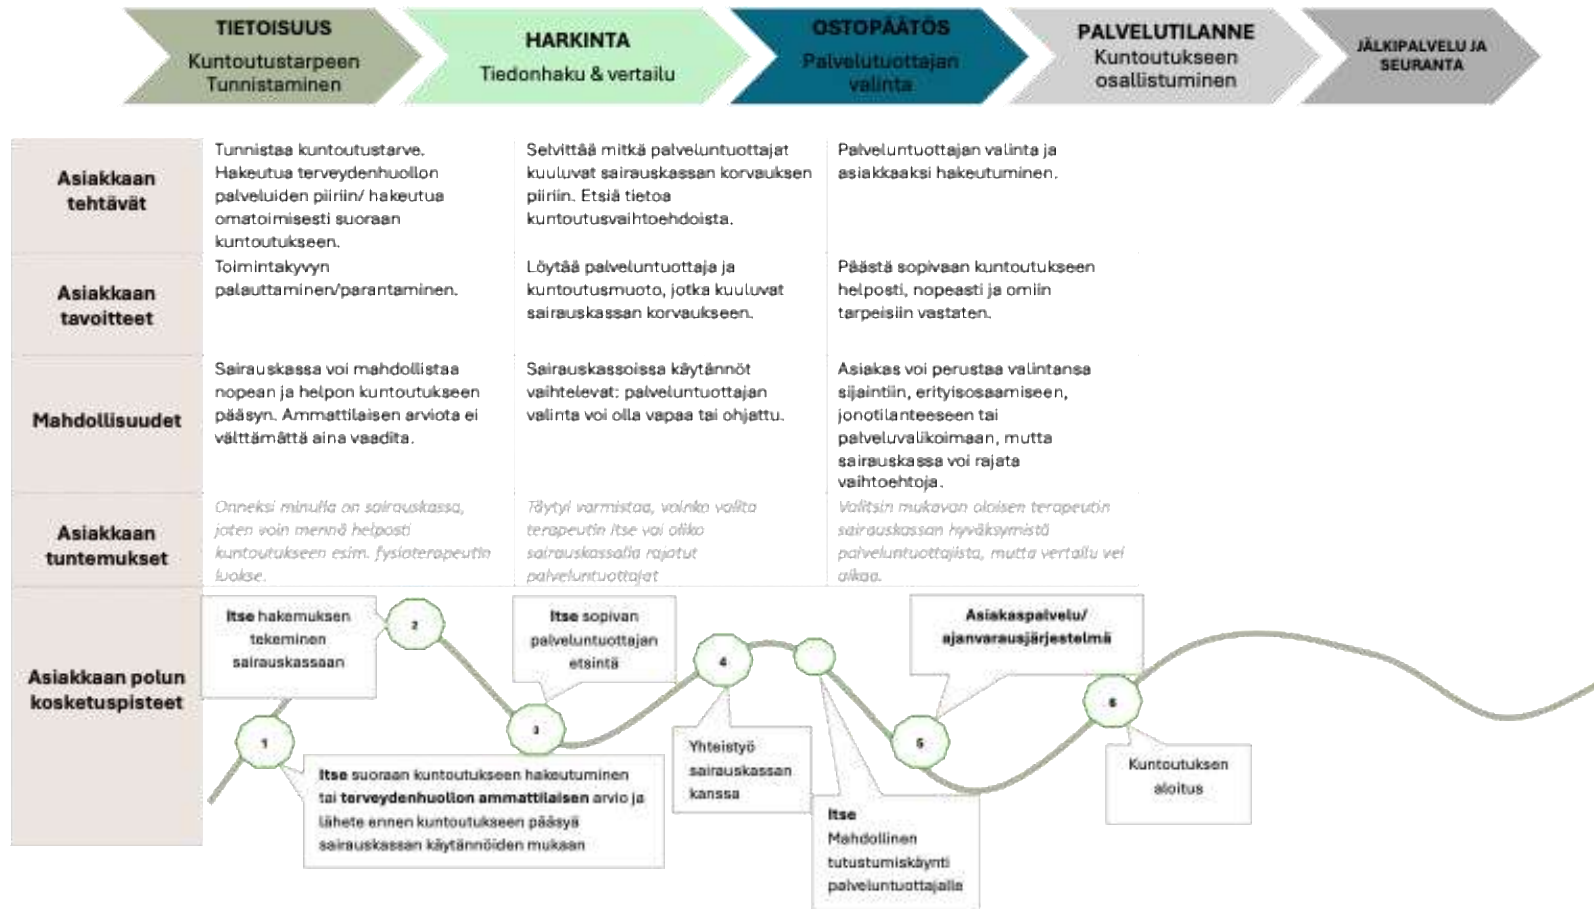 TIETOISUUS
Kuntoutustarpeen
Tunnistaminen
HARKINTA
Tiedonhaku & vertailu
OSTOPÄÄTÖS
Palvelutuottajan
valinta
PALVELUTILANNE
Kuntoutukseen
osallistuminen
JÄLKIPALVELU JA
SEURANTA
Asiakkaan
tehtävät
Tunnistaa kuntoutustarve.
Hakeutua terveydenhuollon
palveluiden piiriin/ hakeutua
omatoimisesti suoraan
kuntoutukseen.
Selvittää mitkä palveluntuottajat
kuuluvat sairauskassan korvauksen
piiriin. Etsiä tietoa
kuntoutusvaihtoehdoista.
Palveluntuottajan valinta ja
asiakkaaksi hakeutuminen.
Asiakkaan
tavoitteet
Toimintakyvyn
palauttaminen/parantaminen.
Löytää palveluntuottaja ja
kuntoutusmuoto, jotka kuuluvat
sairauskassan korvaukseen.
Päästä sopivaan kuntoutukseen
helposti, nopeasti ja omiin
tarpeisiin vastaten.
Mahdollisuudet
Sairauskassa voi mahdollistaa
nopean ja helpon kuntoutukseen
pääsyn. Ammattilaisen arviota ei
välttämättä aina vaadita.
Sairauskassoissa käytännöt
vaihtelevat: palveluntuottajan
valinta voi olla vapaa tai ohjattu.
Asiakas voi perustaa valintansa
sijaintiin, erityisosaamiseen,
jonotilanteeseen tai
palveluvalikoimaan, mutta
sairauskassa voi rajata
vaihtoehtoja.
Asiakkaan
tuntemukset
Onneksi minulla on sairauskassa,
joten voin mennä helposti
kuntoutukseen esim. fysioterapeutin
luokse.
Täytyi varmistaa, voinko valita
terapeutin itse vai oliko
sairauskassalla rajatut
palveluntuottajat
Valitsin mukavan oloisen terapeutin
sairauskassan hyväksymistä
palveluntuottajista, mutta vertailu vei
aikaa.
Asiakkaan polun
kosketuspisteet
Itse hakemuksen
tekeminen
sairauskassaan
2
Itse sopivan
palveluntuottajan
etsintä
4
Asiakaspalvelu/
ajanvarausjärjestelmä
6
1
3
5
Itse suoraan kuntoutukseen hakeutuminen
tai terveydenhuollon ammattilaisen arvio ja
lähete ennen kuntoutukseen pääsyä
sairauskassan käytännöiden mukaan
Yhteistyö
sairauskassan
kanssa
Itse
Mahdollinen
tutustumiskäynti
palveluntuottajalla
Kuntoutuksen
aloitus